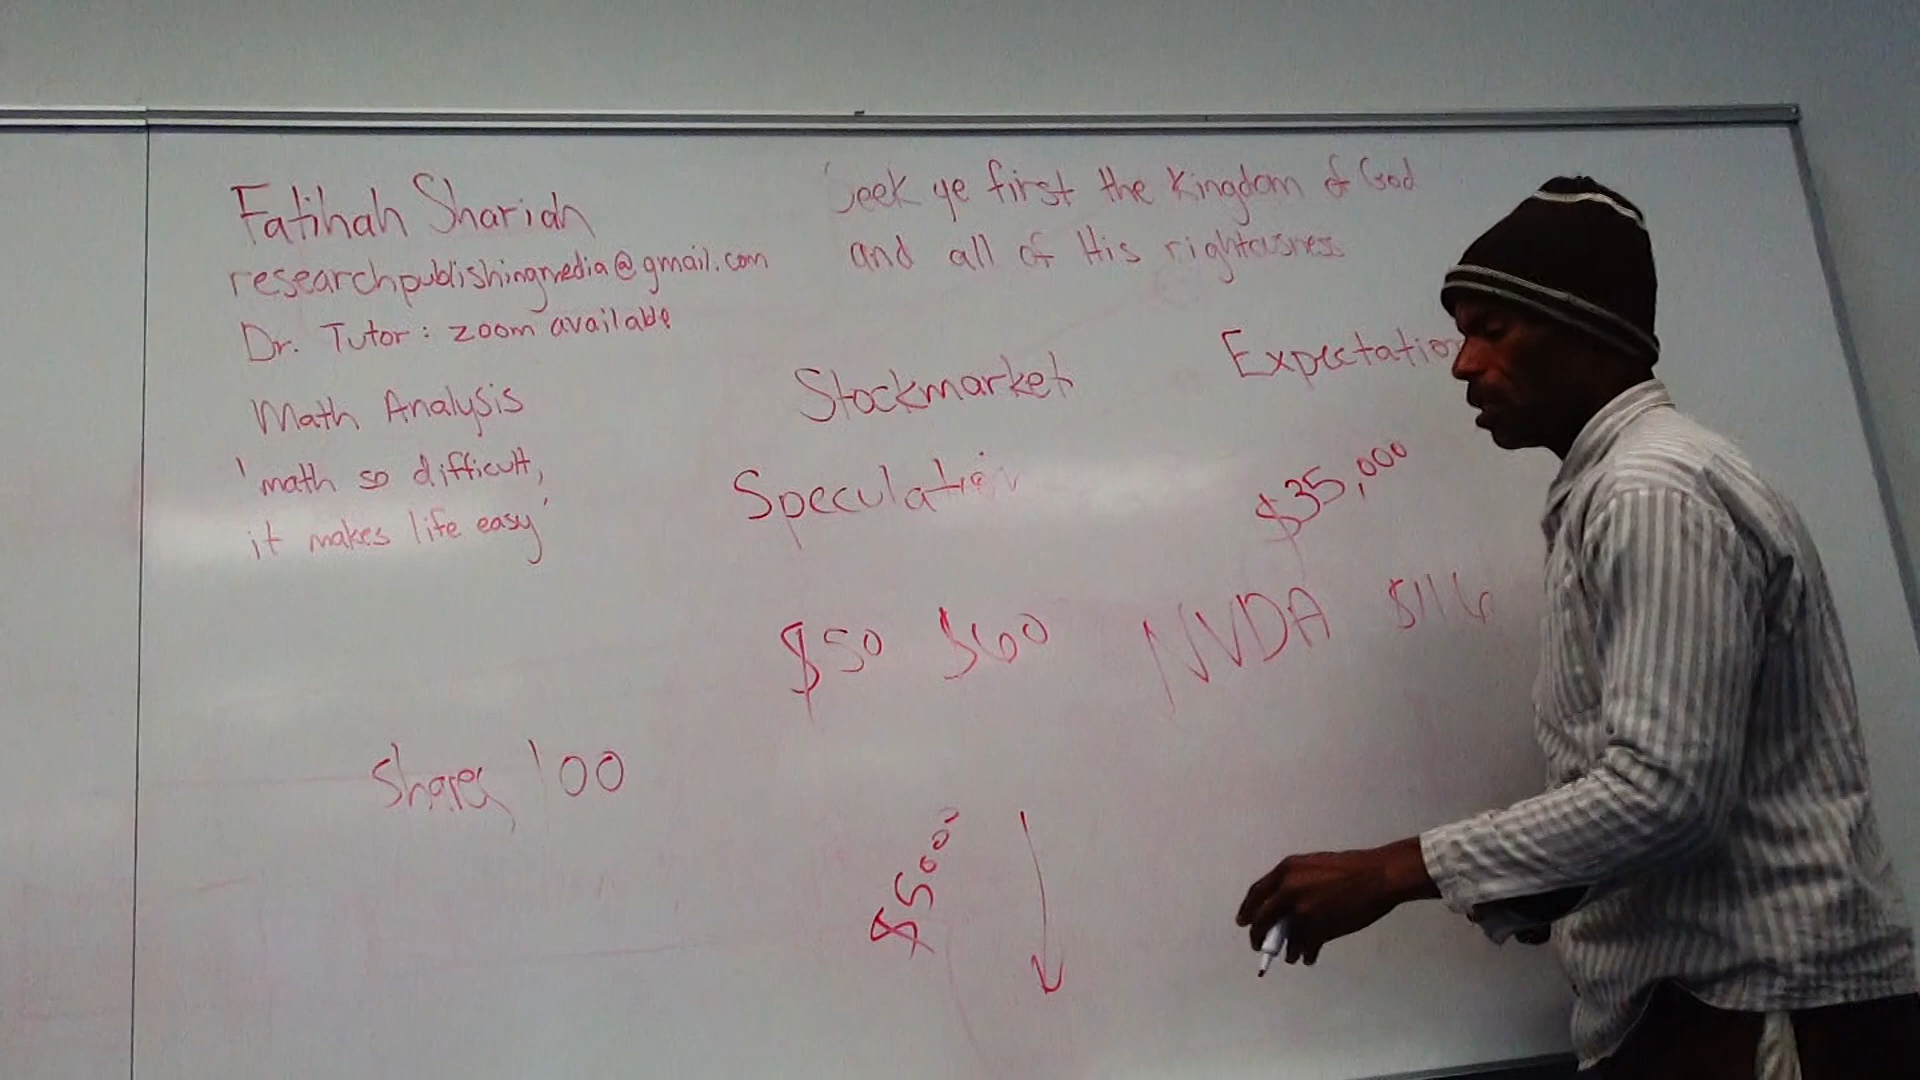 Fatihah Shariah
researchpublishingmedia@gmail.com
Dr. Tutor: zoom available
Math Analysis
'math so difficult,
it makes life easy'
Seek ye first the Kingdom of God
and all of His righteousness
Stockmarket
Expectation
Speculation
$35,000
$50 $60 NVDA $116
Shares 100
$5000